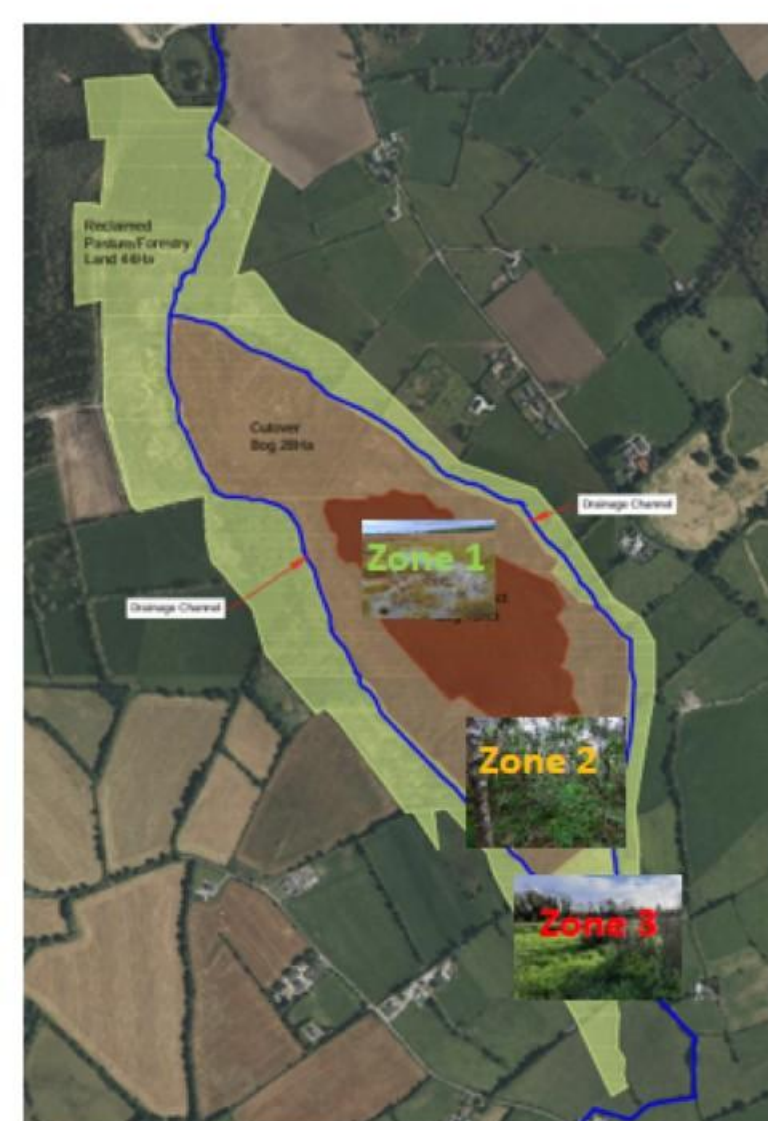 Reclaimed
Pasture/Forestry
Land 44Ha
Cutover
Bog 28Ha
Drainage Channel
Zone 1
Drainage Channel
Zone 2
Zone 3